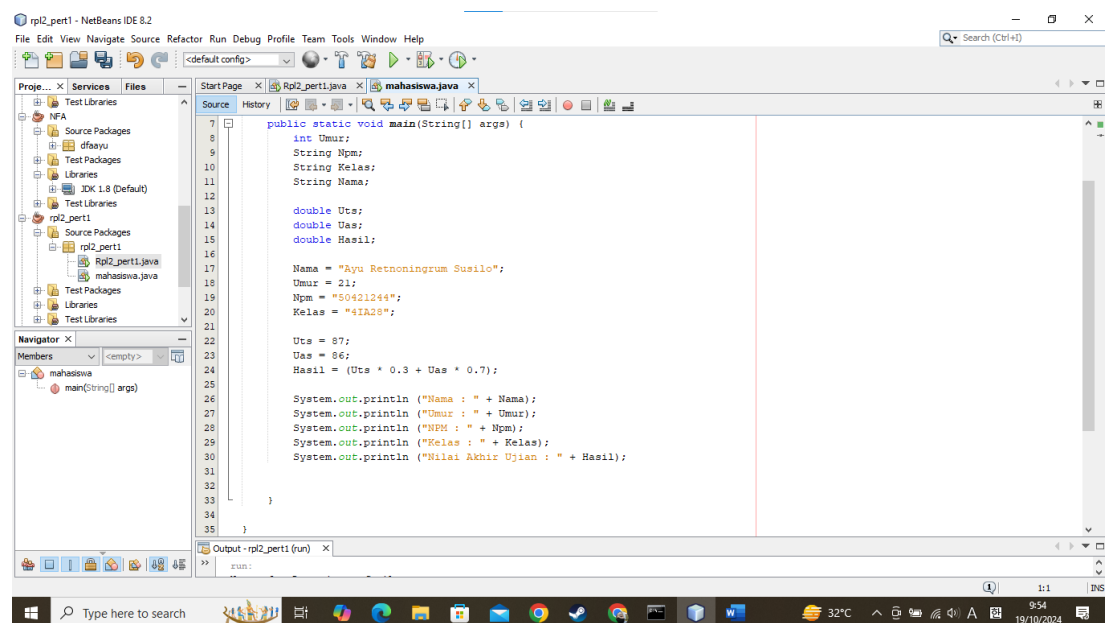 rpl2_pert1 - NetBeans IDE 8.2
File Edit View Navigate Source Refactor Run Debug Profile Team Tools Window Help
Search (Ctrl+I)
<default config>
Proje... Services Files
Start Page Rpl2_pert1.java mahasiswa.java
Source History
Test Libraries
NFA
Source Packages
dfaayu
Test Packages
Libraries
JDK 1.8 (Default)
Test Libraries
rpl2_pert1
Source Packages
rpl2_pert1
Rpl2_pert1.java
mahasiswa.java
Test Packages
Libraries
Test Libraries
Navigator
Members <empty>
mahasiswa
main(String[] args)
7 public static void main(String[] args) {
8 int Umur;
9 String Npm;
10 String Kelas;
11 String Nama;
12
13 double Uts;
14 double Uas;
15 double Hasil;
16
17 Nama = "Ayu Retnoningrum Susilo";
18 Umur = 21;
19 Npm = "50421244";
20 Kelas = "4IA28";
21
22 Uts = 87;
23 Uas = 86;
24 Hasil = (Uts * 0.3 + Uas * 0.7);
25
26 System.out.println ("Nama : " + Nama);
27 System.out.println ("Umur : " + Umur);
28 System.out.println ("NPM : " + Npm);
29 System.out.println ("Kelas : " + Kelas);
30 System.out.println ("Nilai Akhir Ujian : " + Hasil);
31
32
33 }
34
35 }
Output - rpl2_pert1 (run)
run:
1:1 INS
Type here to search
32°C
9:54
19/10/2024